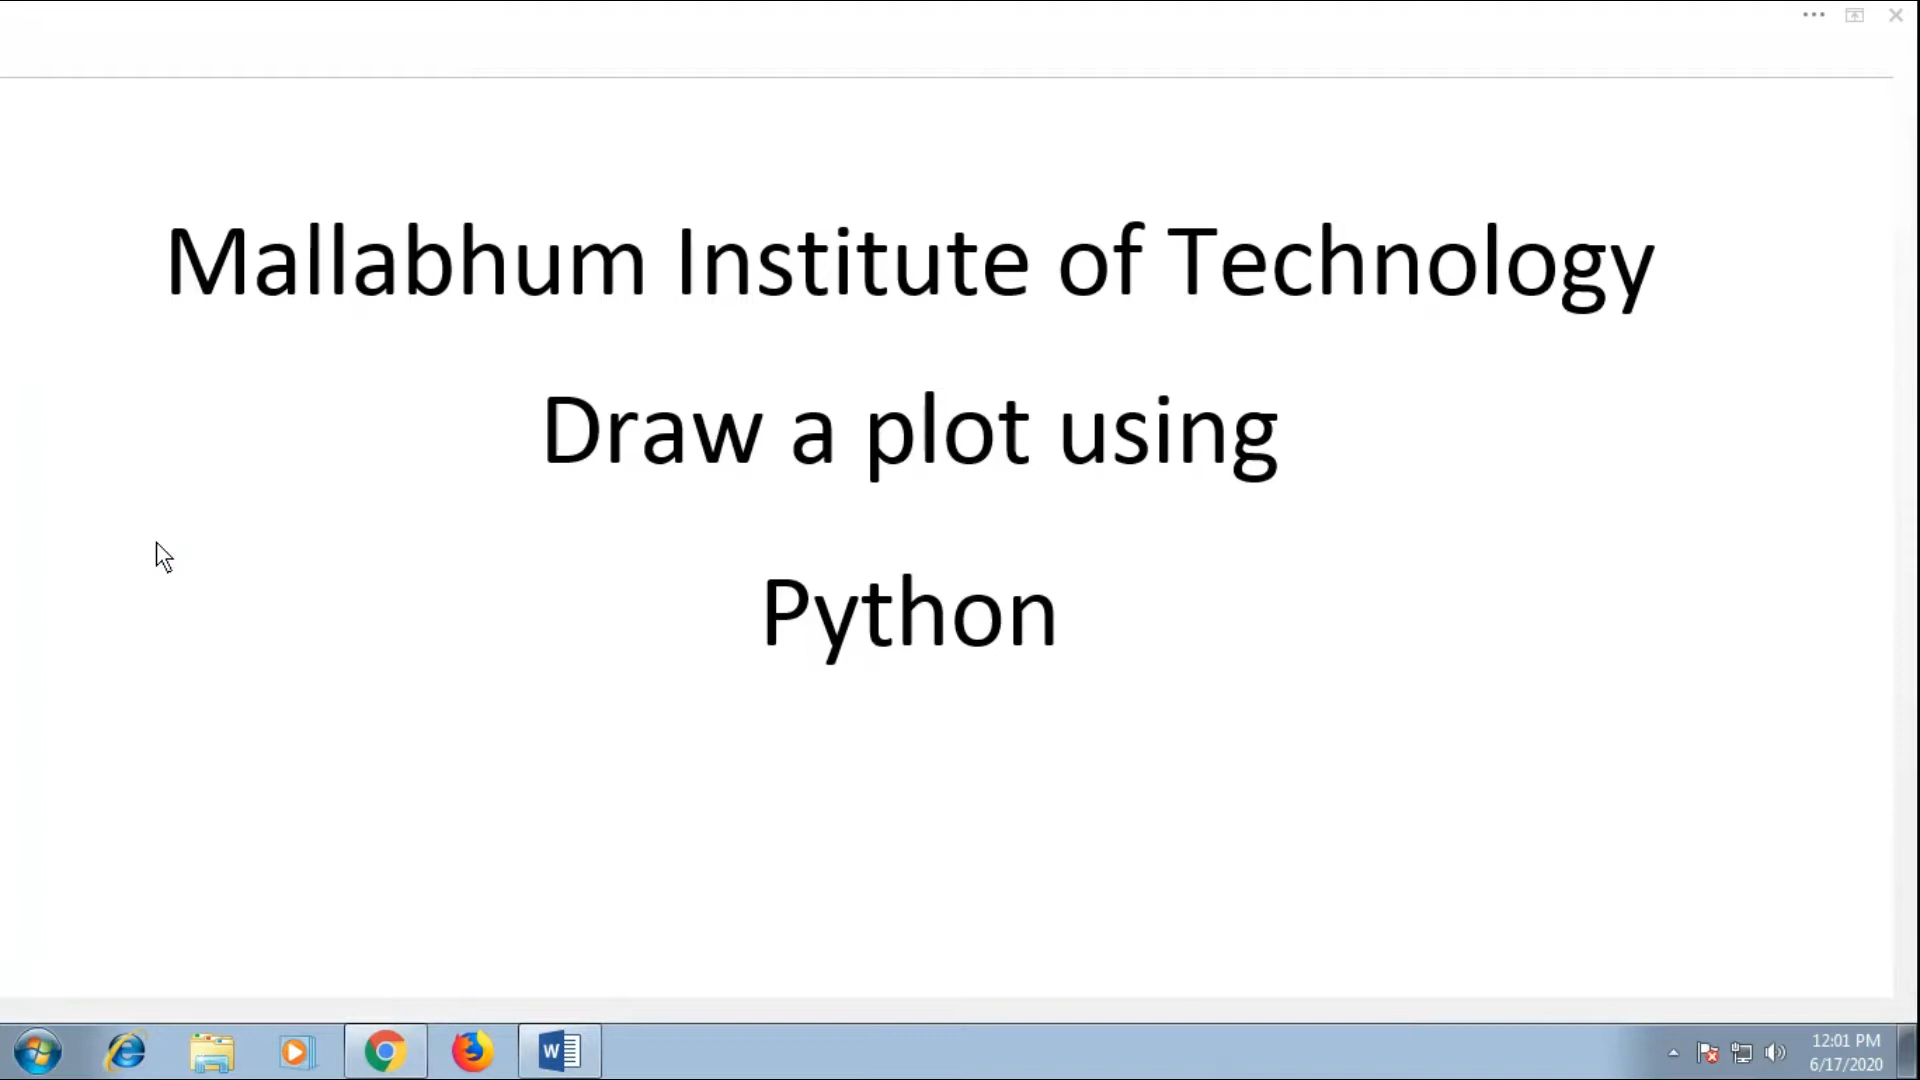 Mallabhum Institute of Technology
Draw a plot using
Python
W
12:01 PM
6/17/2020